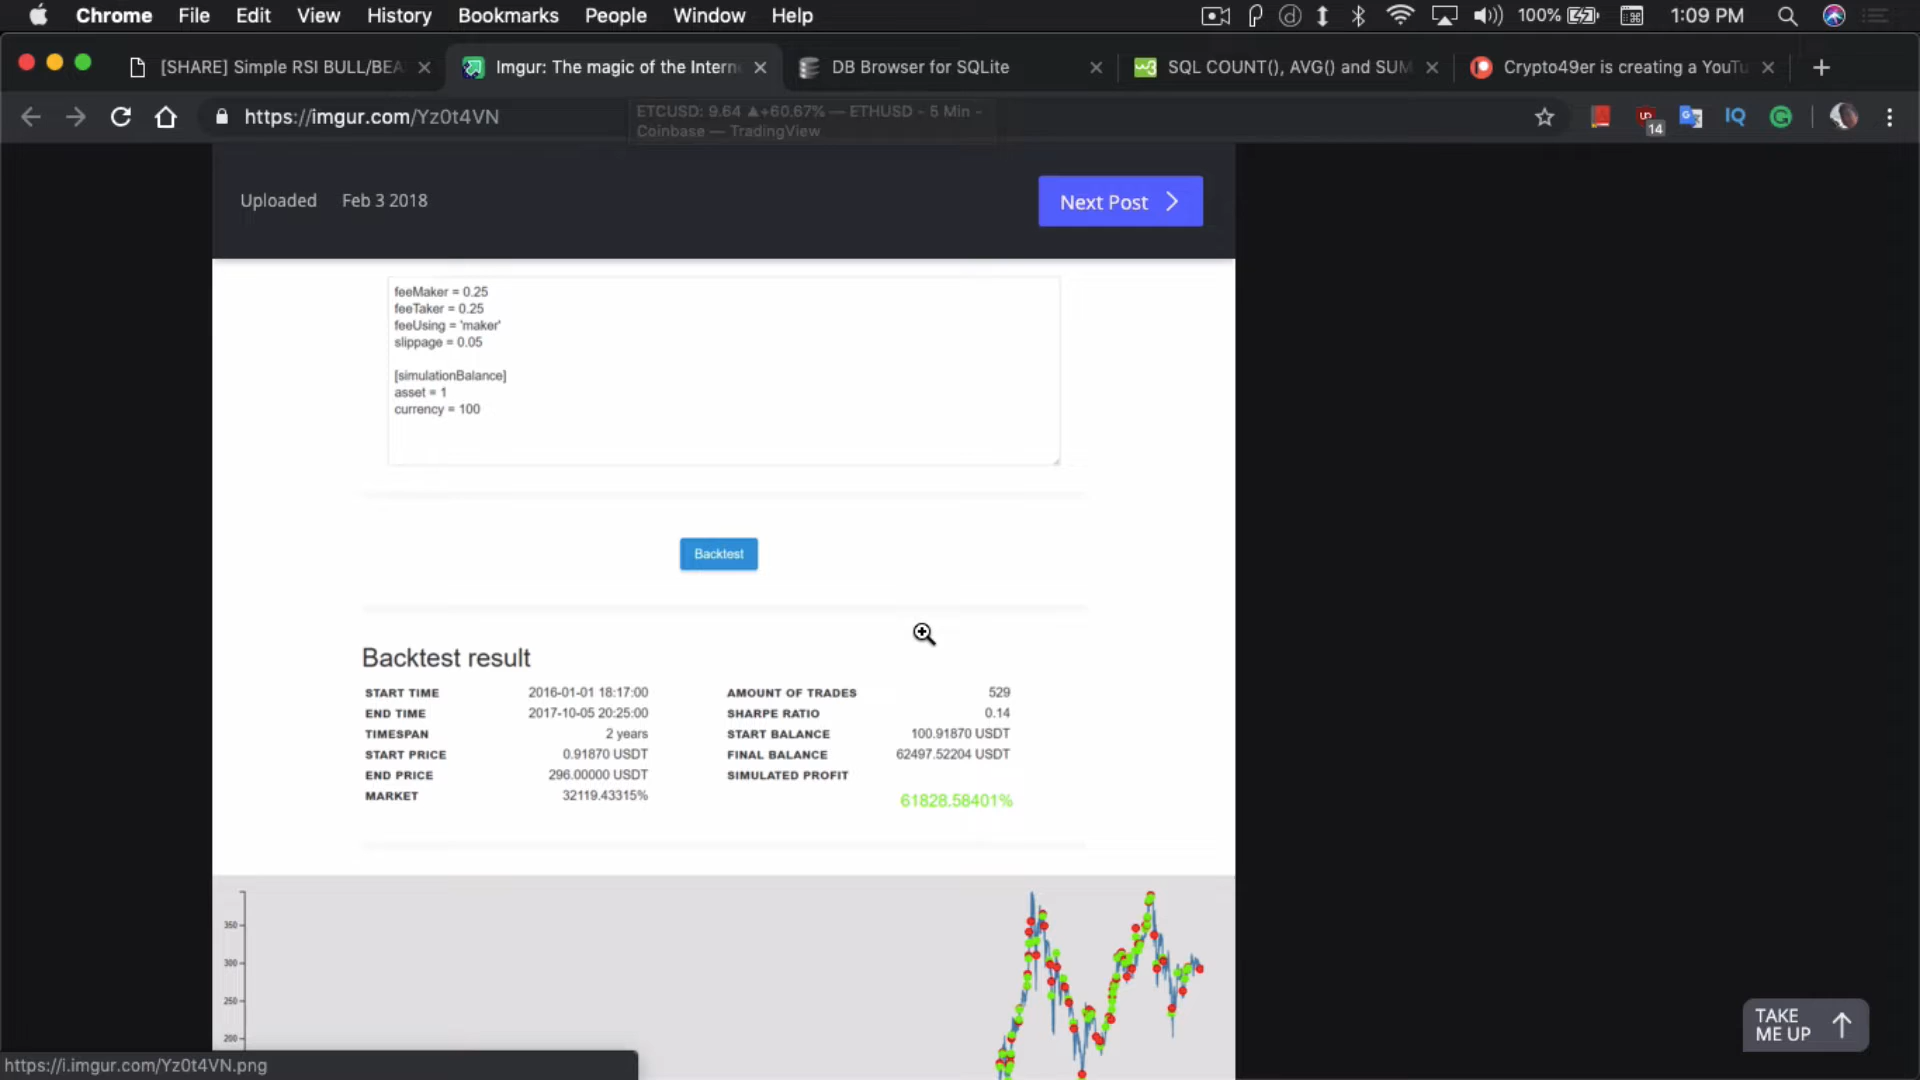 Chrome File Edit View History Bookmarks People Window Help 100% 1:09 PM
[SHARE] Simple RSI BULL/BEA Imgur: The magic of the Intern DB Browser for SQLite SQL COUNT(), AVG() and SUM Crypto49er is creating a YouTu
https://imgur.com/Yz0t4VN
ETCUSD: 9.64 ▲+60.67% — ETHUSD - 5 Min -
Coinbase — TradingView
14
IQ
Uploaded Feb 3 2018
Next Post
feeMaker = 0.25
feeTaker = 0.25
feeUsing = 'maker'
slippage = 0.05
[simulationBalance]
asset = 1
currency = 100
Backtest
Backtest result
START TIME 2016-01-01 18:17:00 AMOUNT OF TRADES 529
END TIME 2017-10-05 20:25:00 SHARPE RATIO 0.14
TIMESPAN 2 years START BALANCE 100.91870 USDT
START PRICE 0.91870 USDT FINAL BALANCE 62497.52204 USDT
END PRICE 296.00000 USDT SIMULATED PROFIT
MARKET 32119.43315%
61828.58401%
350
300
250
200
TAKE
ME UP
https://i.imgur.com/Yz0t4VN.png